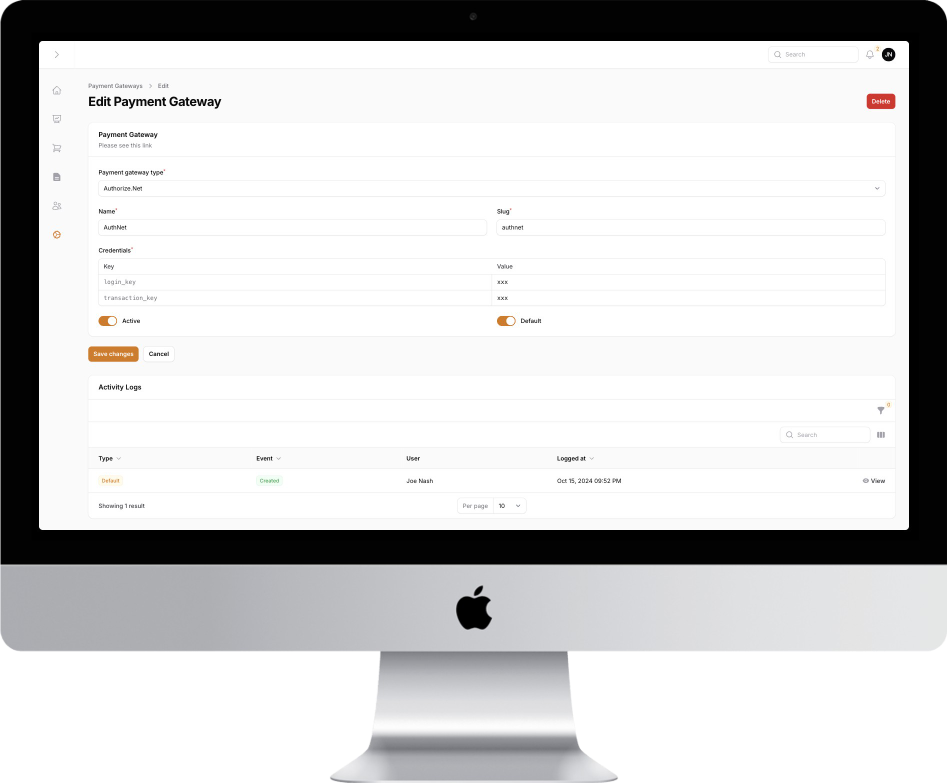 Search
2
JN
Payment Gateways > Edit
Edit Payment Gateway
Delete
Payment Gateway
Please see this link
Payment gateway type*
Authorize.Net
Name*
Slug*
AuthNet
authnet
Credentials*
Key
Value
login_key
xxx
transaction_key
xxx
Active
Default
Save changes
Cancel
Activity Logs
0
Search
Type
Event
User
Logged at
Default
Created
Joe Nash
Oct 15, 2024 09:52 PM
View
Showing 1 result
Per page
10